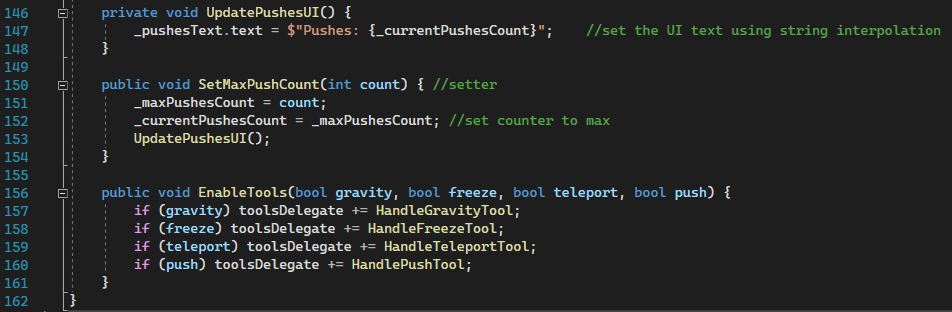 146 private void UpdatePushesUI() {
147 _pushesText.text = $"Pushes: {_currentPushesCount}"; //set the UI text using string interpolation
148 }
149
150 public void SetMaxPushCount(int count) { //setter
151 _maxPushesCount = count;
152 _currentPushesCount = _maxPushesCount; //set counter to max
153 UpdatePushesUI();
154 }
155
156 public void EnableTools(bool gravity, bool freeze, bool teleport, bool push) {
157 if (gravity) toolsDelegate += HandleGravityTool;
158 if (freeze) toolsDelegate += HandleFreezeTool;
159 if (teleport) toolsDelegate += HandleTeleportTool;
160 if (push) toolsDelegate += HandlePushTool;
161 }
162 }